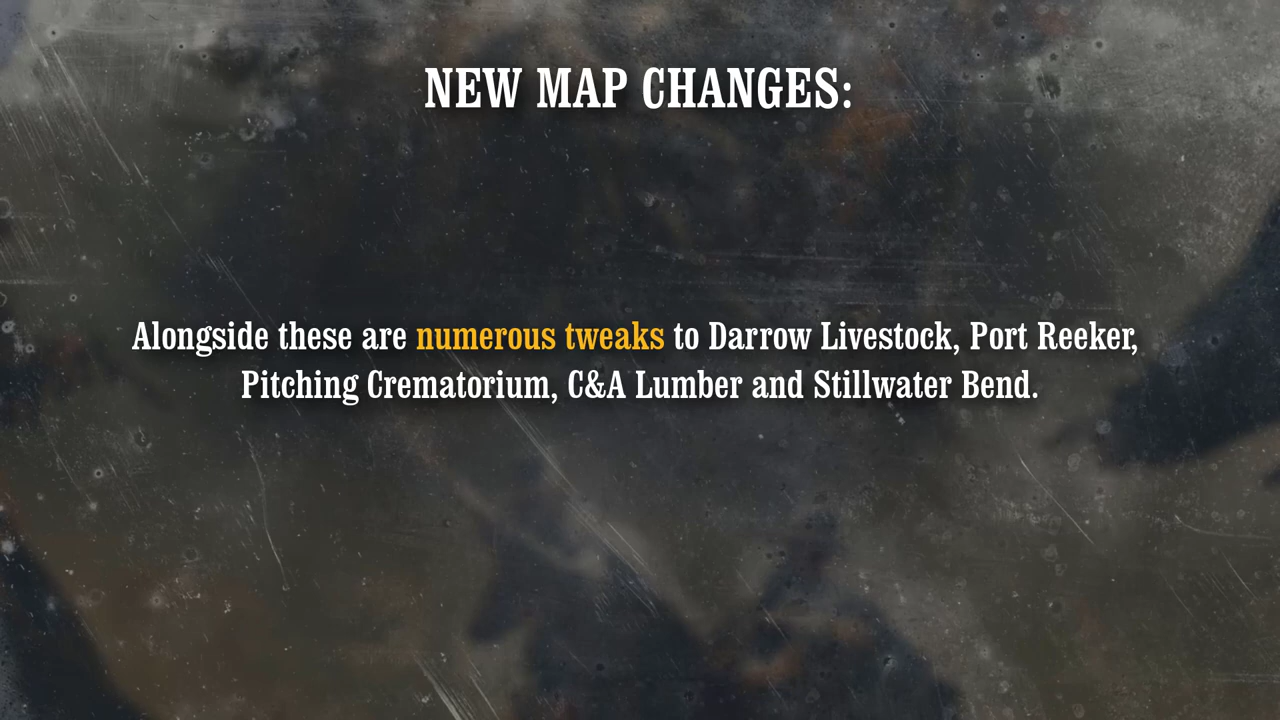 NEW MAP CHANGES:
Alongside these are numerous tweaks to Darrow Livestock, Port Reeker,
Pitching Crematorium, C&A Lumber and Stillwater Bend.